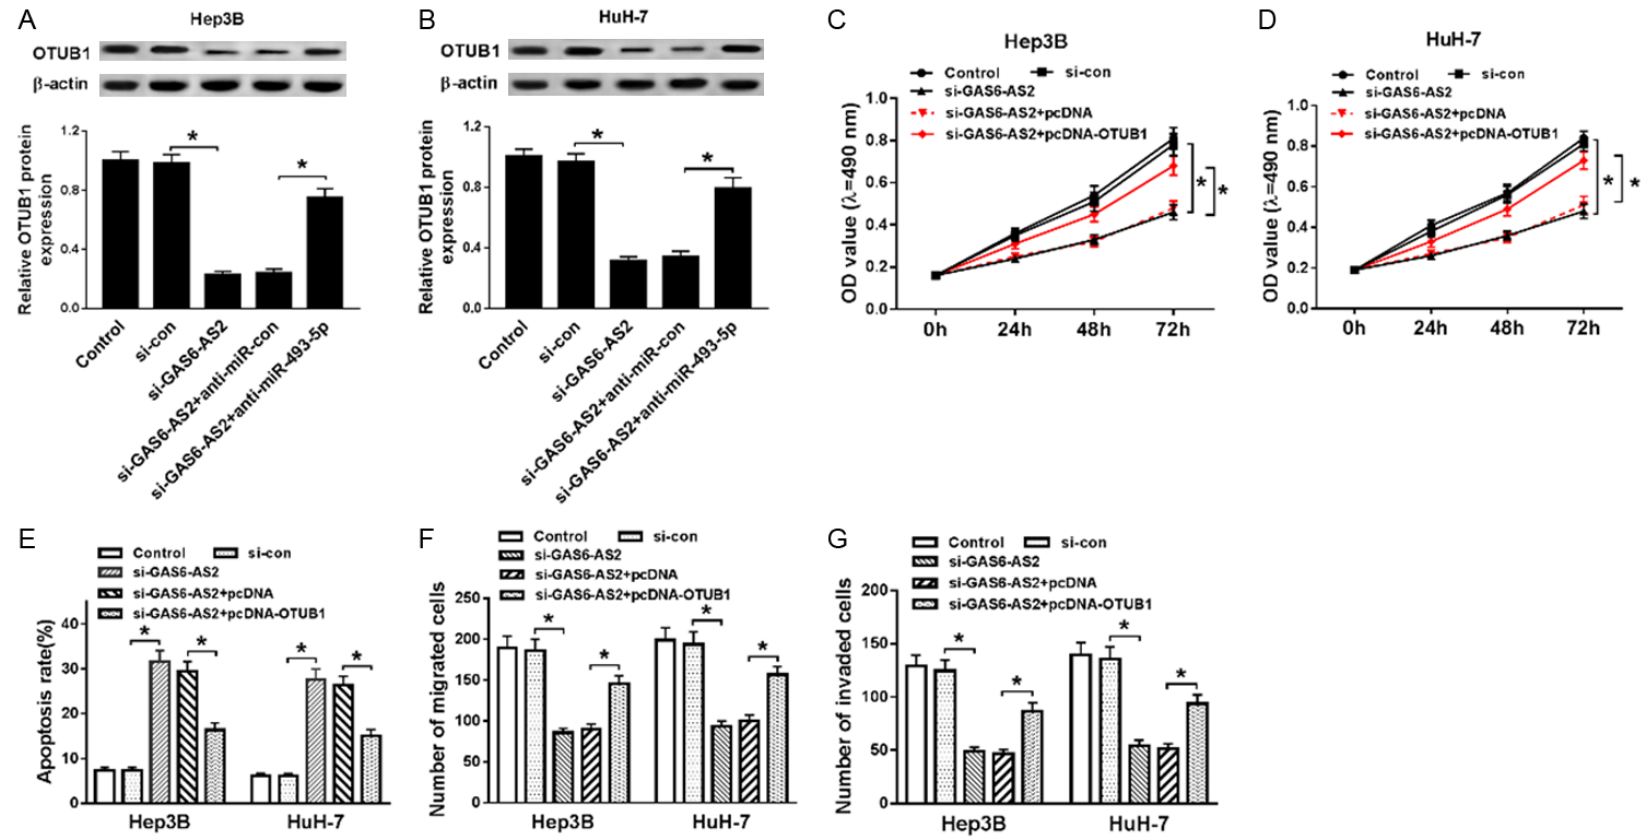 A
Hep3B
OTUB1
β-actin
Relative OTUB1 protein
expression
1.2
0.8
0.4
0.0
*
*
Control
si-con
si-GAS6-AS2
si-GAS6-AS2+anti-miR-con
si-GAS6-AS2+anti-miR-493-5p
B
HuH-7
OTUB1
β-actin
Relative OTUB1 protein
expression
1.2
0.8
0.4
0.0
*
*
Control
si-con
si-GAS6-AS2
si-GAS6-AS2+anti-miR-con
si-GAS6-AS2+anti-miR-493-5p
C
Hep3B
Control si-con
si-GAS6-AS2
si-GAS6-AS2+pcDNA
si-GAS6-AS2+pcDNA-OTUB1
OD value (λ=490 nm)
1.0
0.8
0.6
0.4
0.2
0.0
* *
0h 24h 48h 72h
D
HuH-7
Control si-con
si-GAS6-AS2
si-GAS6-AS2+pcDNA
si-GAS6-AS2+pcDNA-OTUB1
OD value (λ=490 nm)
1.0
0.8
0.6
0.4
0.2
0.0
* *
0h 24h 48h 72h
E
Control si-con
si-GAS6-AS2
si-GAS6-AS2+pcDNA
si-GAS6-AS2+pcDNA-OTUB1
Apoptosis rate(%)
40
30
20
10
0
* * * *
Hep3B HuH-7
F
Control si-con
si-GAS6-AS2
si-GAS6-AS2+pcDNA
si-GAS6-AS2+pcDNA-OTUB1
Number of migrated cells
250
200
150
100
50
0
* * * *
Hep3B HuH-7
G
Control si-con
si-GAS6-AS2
si-GAS6-AS2+pcDNA
si-GAS6-AS2+pcDNA-OTUB1
Number of invaded cells
200
150
100
50
0
* * * *
Hep3B HuH-7